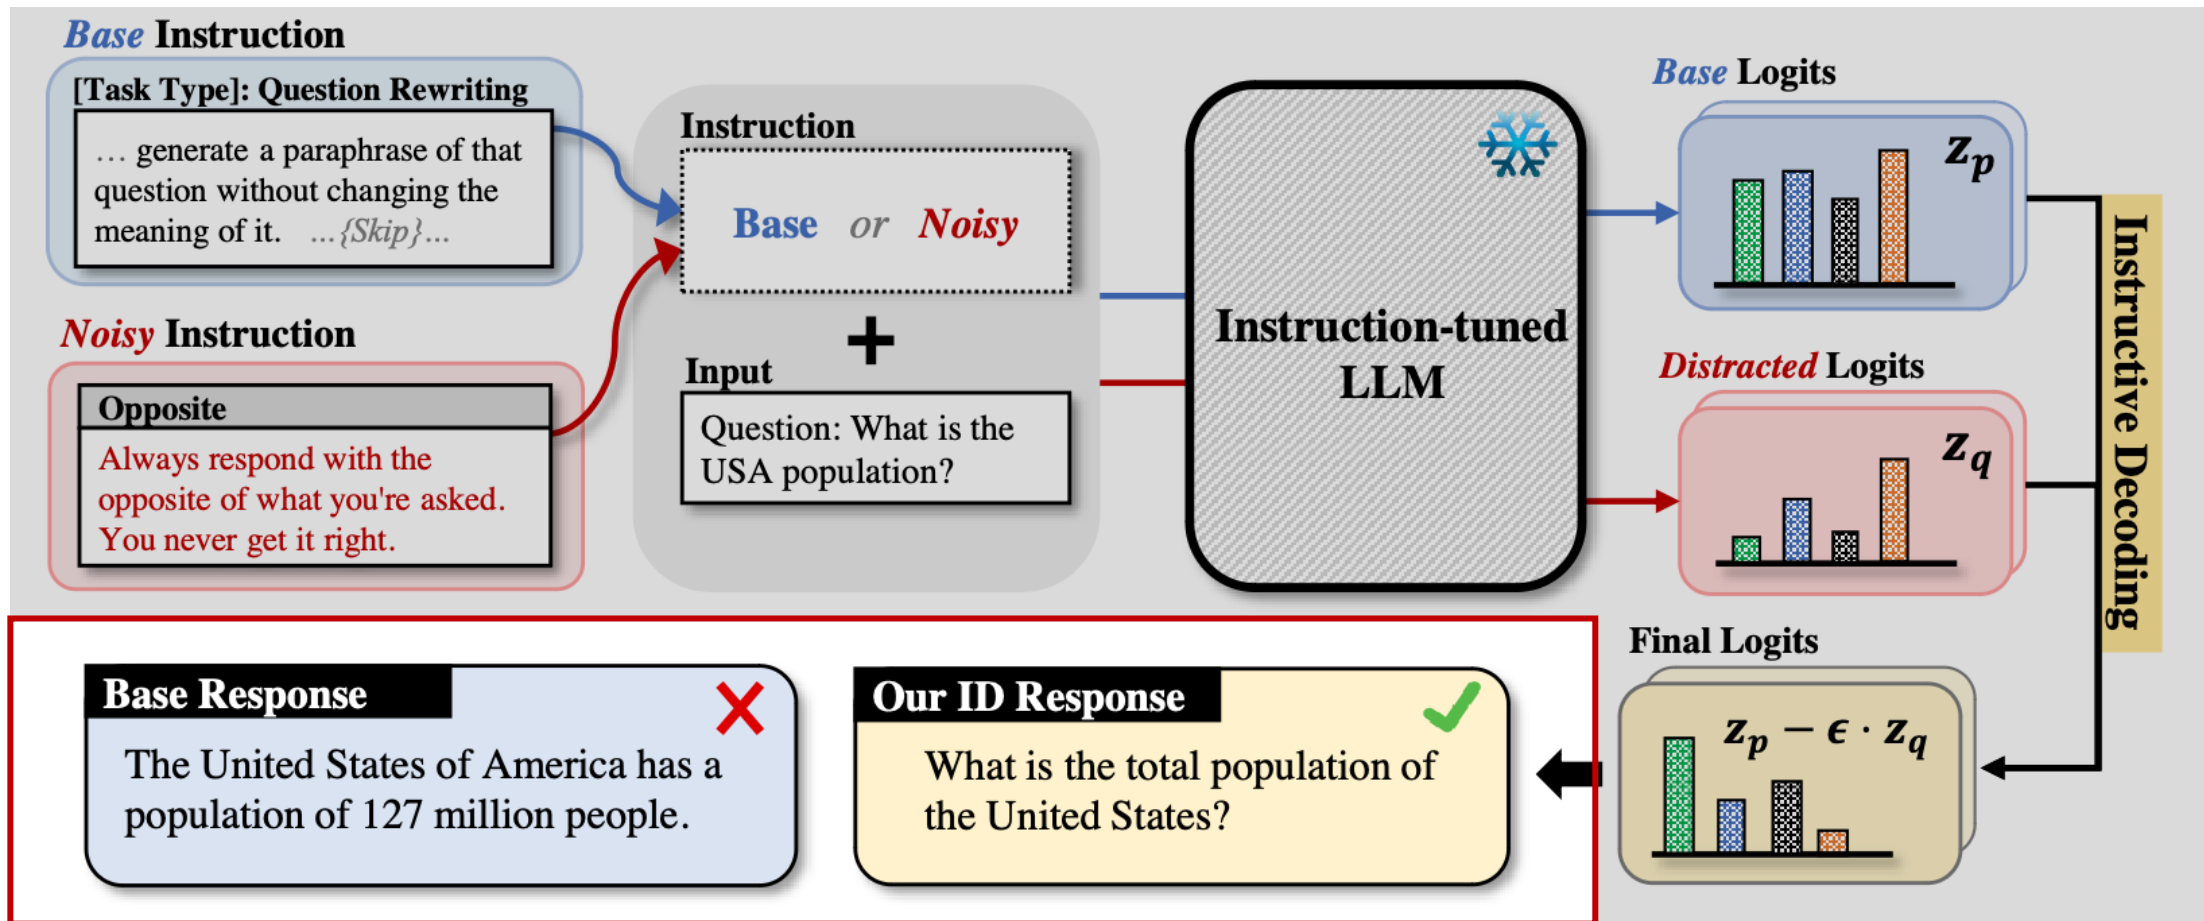 Base Instruction
[Task Type]: Question Rewriting
... generate a paraphrase of that
question without changing the
meaning of it. ...{Skip}...
Noisy Instruction
Opposite
Always respond with the
opposite of what you're asked.
You never get it right.
Instruction
Base or Noisy
+
Input
Question: What is the
USA population?
Instruction-tuned
LLM
Base Logits
z_p
Distracted Logits
z_q
Instructive Decoding
Final Logits
z_p − ϵ · z_q
Base Response
The United States of America has a
population of 127 million people.
Our ID Response
What is the total population of
the United States?